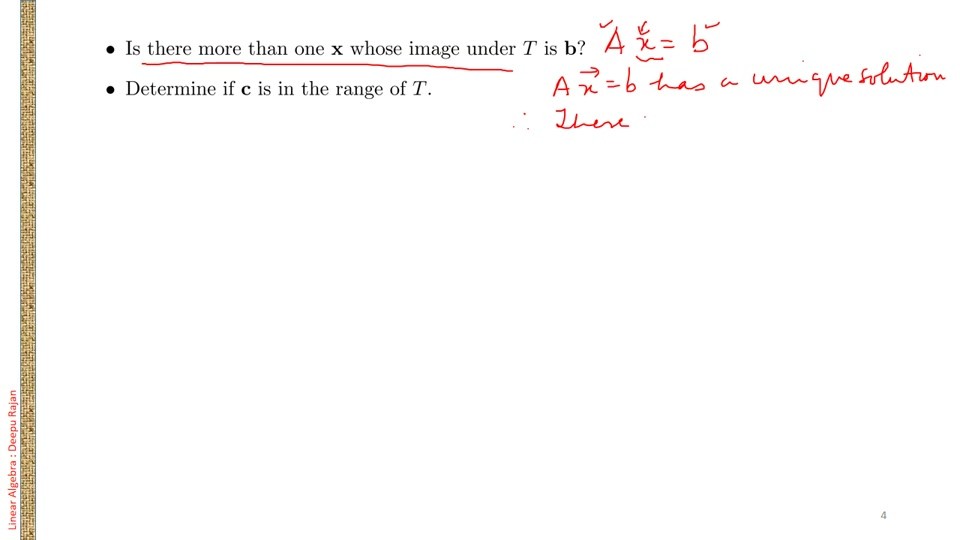 • Is there more than one x whose image under T is b? A x = b
• Determine if c is in the range of T.
A x⃗ = b has a unique solution
∴ There
Linear Algebra : Deepu Rajan
4